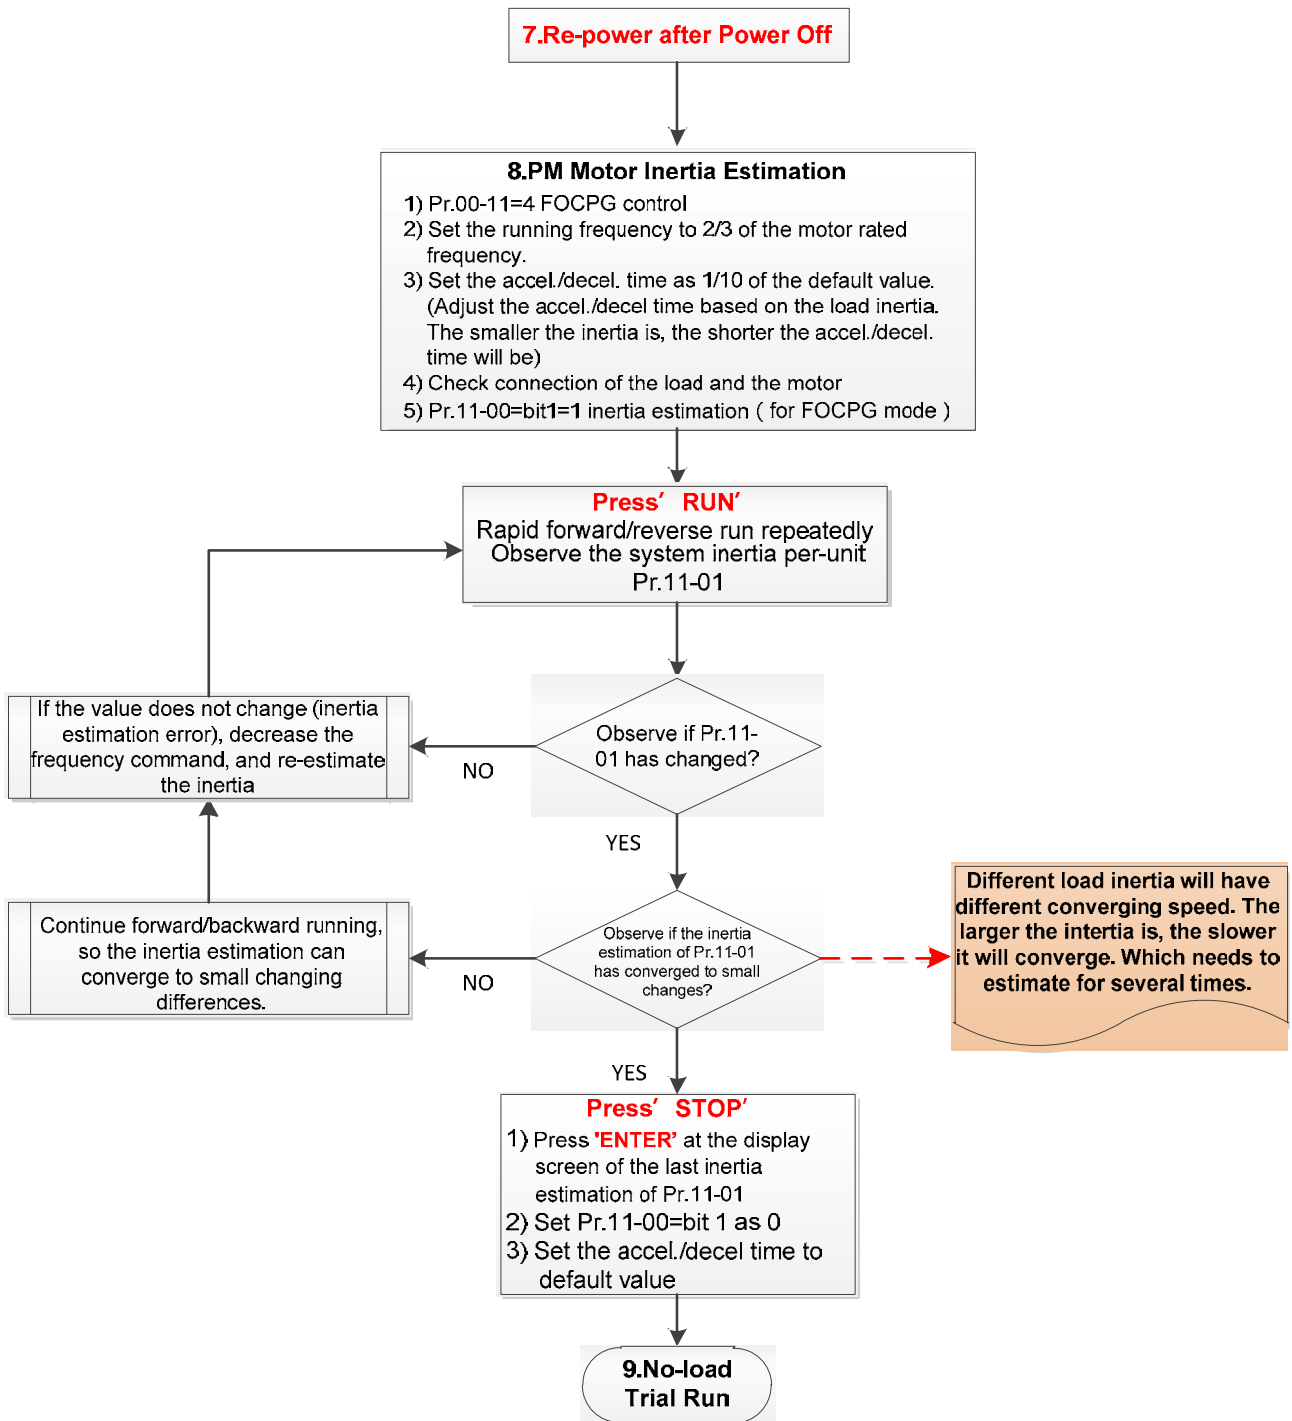 7.Re-power after Power Off
8.PM Motor Inertia Estimation
1) Pr.00-11=4 FOCPG control
2) Set the running frequency to 2/3 of the motor rated
frequency.
3) Set the accel./decel. time as 1/10 of the default value.
(Adjust the accel./decel time based on the load inertia.
The smaller the inertia is, the shorter the accel./decel.
time will be)
4) Check connection of the load and the motor
5) Pr.11-00=bit1=1 inertia estimation ( for FOCPG mode )
Press' RUN'
Rapid forward/reverse run repeatedly
Observe the system inertia per-unit
Pr.11-01
If the value does not change (inertia
estimation error), decrease the
frequency command, and re-estimate
the inertia
NO
Observe if Pr.11-
01 has changed?
YES
Continue forward/backward running,
so the inertia estimation can
converge to small changing
differences.
NO
Observe if the inertia
estimation of Pr.11-01
has converged to small
changes?
Different load inertia will have
different converging speed. The
larger the intertia is, the slower
it will converge. Which needs to
estimate for several times.
YES
Press' STOP'
1) Press 'ENTER' at the display
screen of the last inertia
estimation of Pr.11-01
2) Set Pr.11-00=bit 1 as 0
3) Set the accel./decel time to
default value
9.No-load
Trial Run